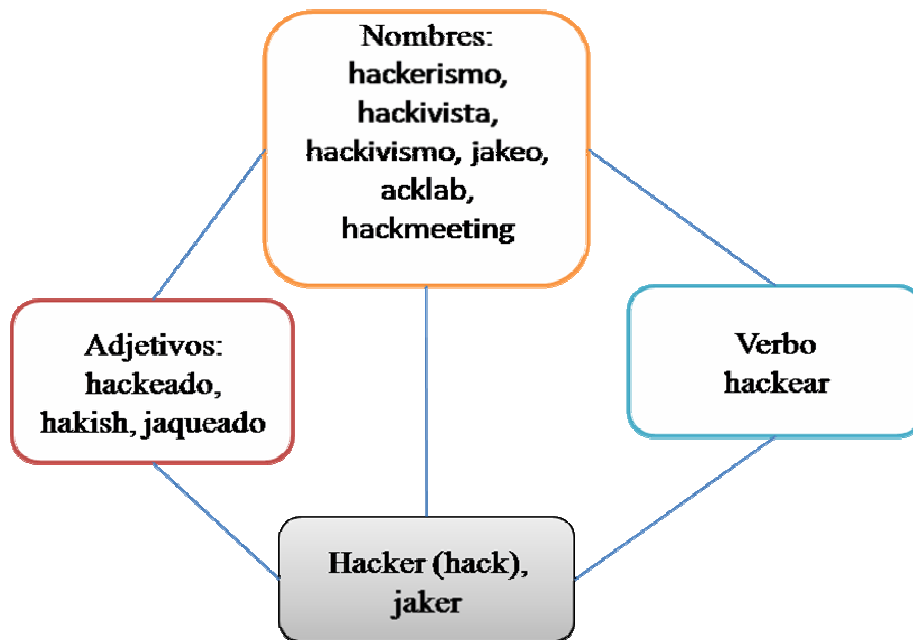 Nombres:
hackerismo,
hackivista,
hackivismo, jakeo,
acklab,
hackmeeting
Adjetivos:
hackeado,
hakish, jaqueado
Verbo
hackear
Hacker (hack),
jaker